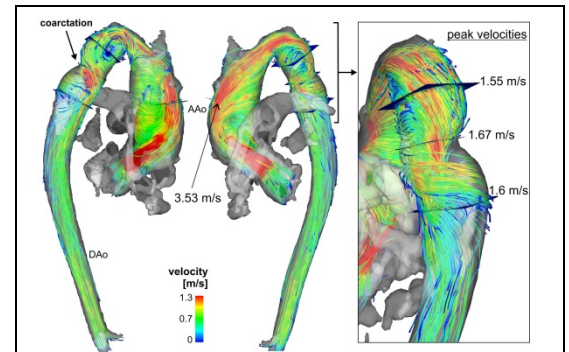 coarctation
peak velocities
1.55 m/s
AAo
1.67 m/s
3.53 m/s
1.6 m/s
DAo
velocity
[m/s]
1.3
0.7
0